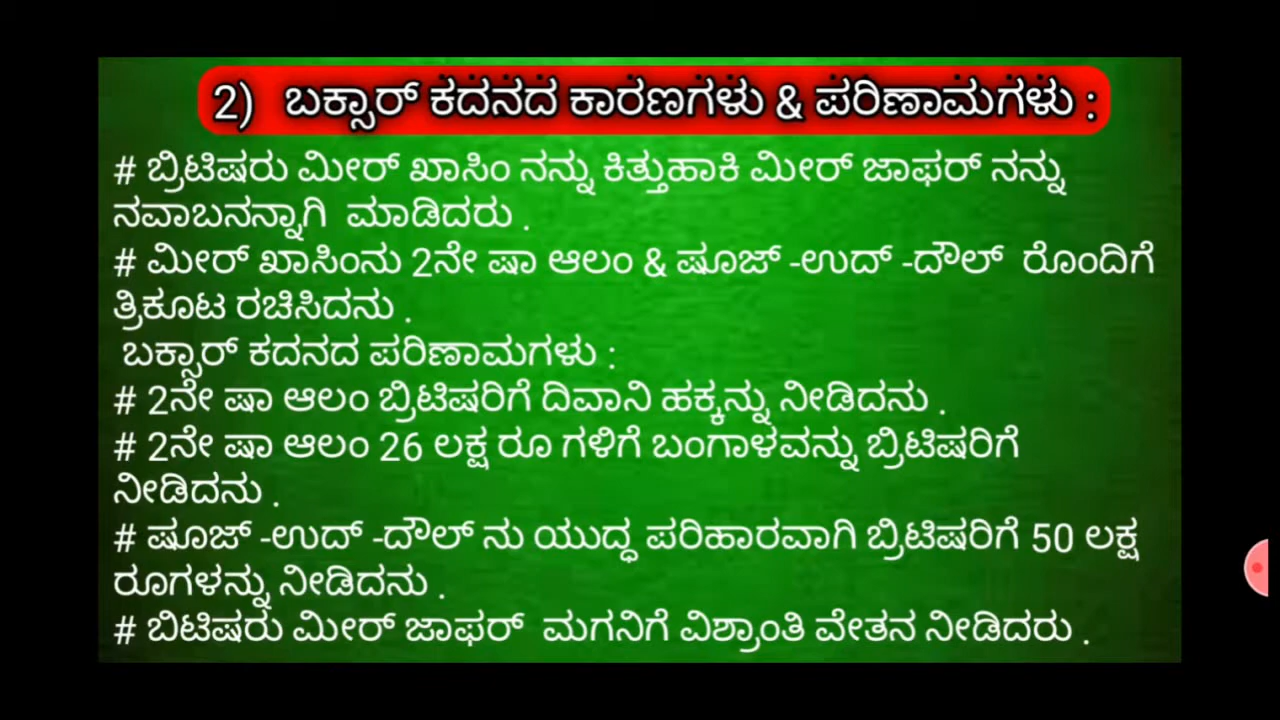 2) ಬಕ್ಸಾರ್ ಕದನದ ಕಾರಣಗಳು & ಪರಿಣಾಮಗಳು :
# ಬ್ರಿಟಿಷರು ಮೀರ್ ಖಾಸಿಂ ನನ್ನು ಕಿತ್ತುಹಾಕಿ ಮೀರ್ ಜಾಫರ್ ನನ್ನು
ನವಾಬನನ್ನಾಗಿ ಮಾಡಿದರು .
# ಮೀರ್ ಖಾಸಿಂನು 2ನೇ ಷಾ ಆಲಂ & ಷೂಜ್ -ಉದ್ -ದೌಲ್ ರೊಂದಿಗೆ
ತ್ರಿಕೂಟ ರಚಿಸಿದನು .
ಬಕ್ಸಾರ್ ಕದನದ ಪರಿಣಾಮಗಳು :
# 2ನೇ ಷಾ ಆಲಂ ಬ್ರಿಟಿಷರಿಗೆ ದಿವಾನಿ ಹಕ್ಕನ್ನು ನೀಡಿದನು .
# 2ನೇ ಷಾ ಆಲಂ 26 ಲಕ್ಷ ರೂ ಗಳಿಗೆ ಬಂಗಾಳವನ್ನು ಬ್ರಿಟಿಷರಿಗೆ
ನೀಡಿದನು .
# ಷೂಜ್ -ಉದ್ -ದೌಲ್ ನು ಯುದ್ಧ ಪರಿಹಾರವಾಗಿ ಬ್ರಿಟಿಷರಿಗೆ 50 ಲಕ್ಷ
ರೂಗಳನ್ನು ನೀಡಿದನು .
# ಬಿಟಿಷರು ಮೀರ್ ಜಾಫರ್ ಮಗನಿಗೆ ವಿಶ್ರಾಂತಿ ವೇತನ ನೀಡಿದರು .